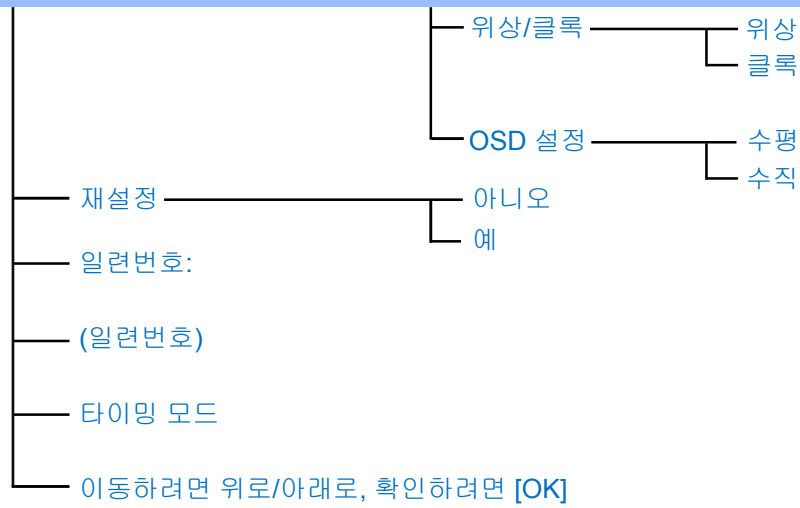 위상/클록
위상
클록
OSD 설정
수평
수직
재설정
아니오
예
일련번호:
(일련번호)
타이밍 모드
이동하려면 위로/아래로, 확인하려면 [OK]